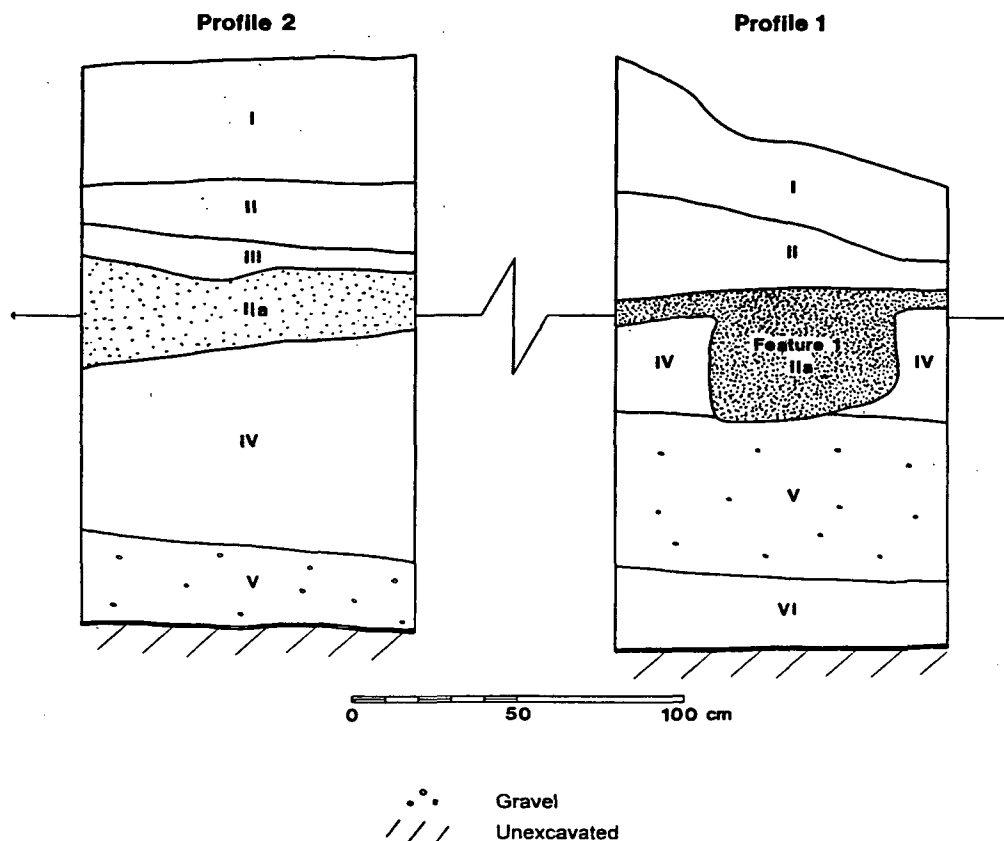 Profile 2
I
II
III
IIa
IV
V
Profile 1
I
II
Feature 1
IIa
IV
IV
V
VI
0 50 100 cm
Gravel
Unexcavated